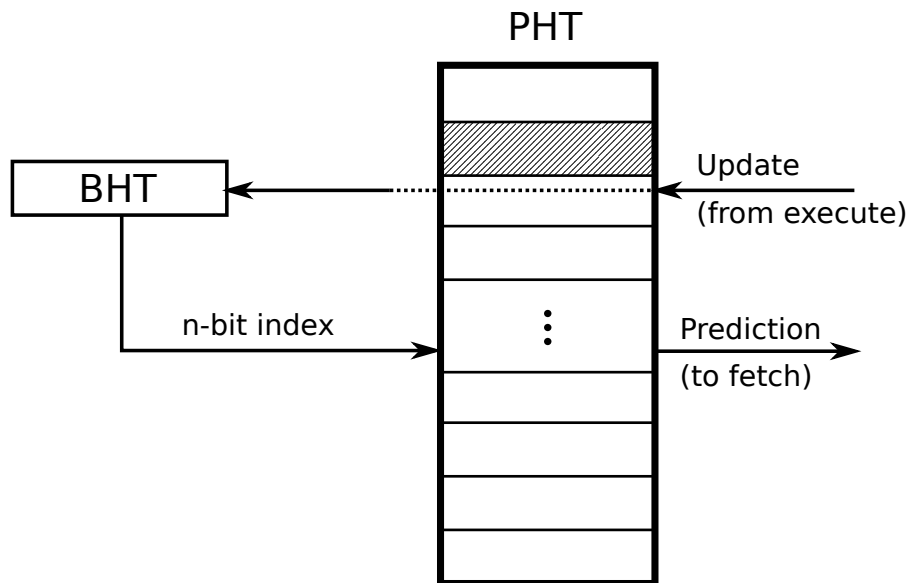 PHT
BHT
Update
(from execute)
n-bit index
Prediction
(to fetch)